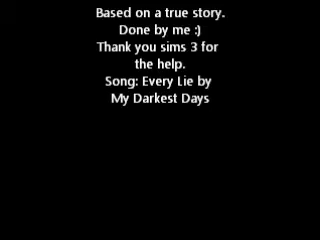 Based on a true story.
Done by me :)
Thank you sims 3 for
the help.
Song: Every Lie by
My Darkest Days